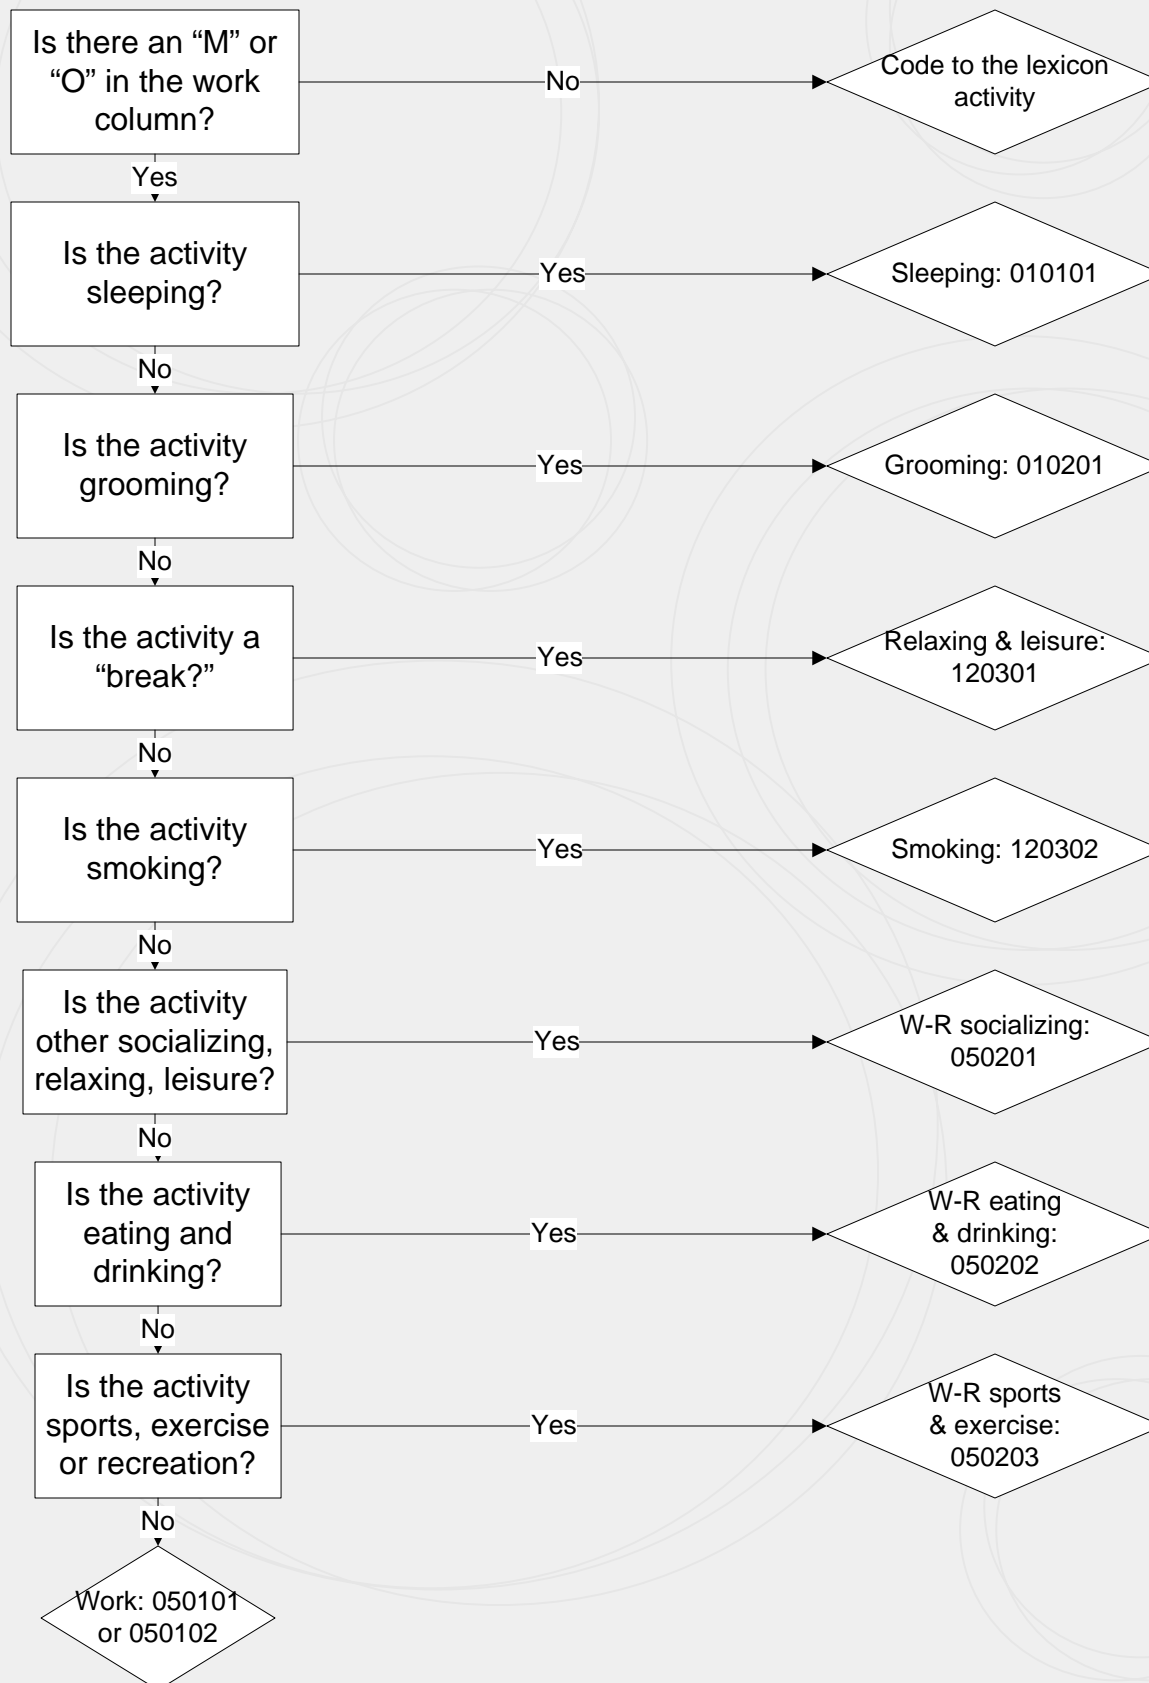 Is there an “M” or
“O” in the work
column?
No
Code to the lexicon
activity
Yes
Is the activity
sleeping?
Yes
Sleeping: 010101
No
Is the activity
grooming?
Yes
Grooming: 010201
No
Is the activity a
“break?”
Yes
Relaxing & leisure:
120301
No
Is the activity
smoking?
Yes
Smoking: 120302
No
Is the activity
other socializing,
relaxing, leisure?
Yes
W-R socializing:
050201
No
Is the activity
eating and
drinking?
Yes
W-R eating
& drinking:
050202
No
Is the activity
sports, exercise
or recreation?
Yes
W-R sports
& exercise:
050203
No
Work: 050101
or 050102